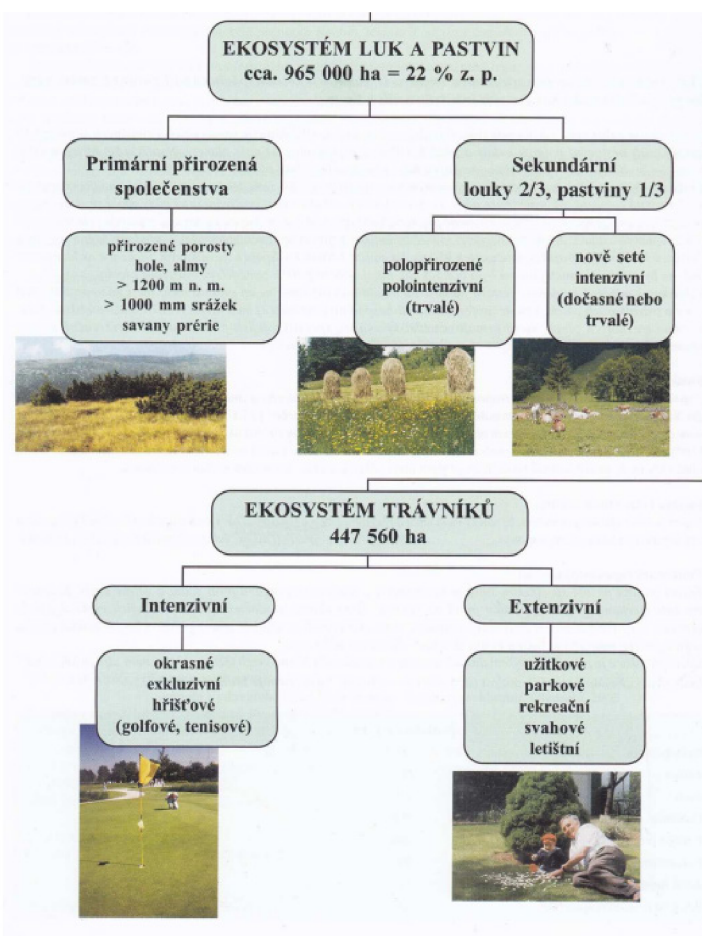 EKOSYSTÉM LUK A PASTVIN
cca. 965 000 ha = 22 % z. p.
Primární přirozená
společenstva
Sekundární
louky 2/3, pastviny 1/3
přirozené porosty
hole, almy
> 1200 m n. m.
> 1000 mm srážek
savany prérie
polopřirozené
polointenzivní
(trvalé)
nově seté
intenzivní
(dočasné nebo
trvalé)
EKOSYSTÉM TRÁVNÍKŮ
447 560 ha
Intenzivní
Extenzivní
okrasné
exkluzivní
hřišťové
(golfové, tenisové)
užitkové
parkové
rekreační
svahové
letištní